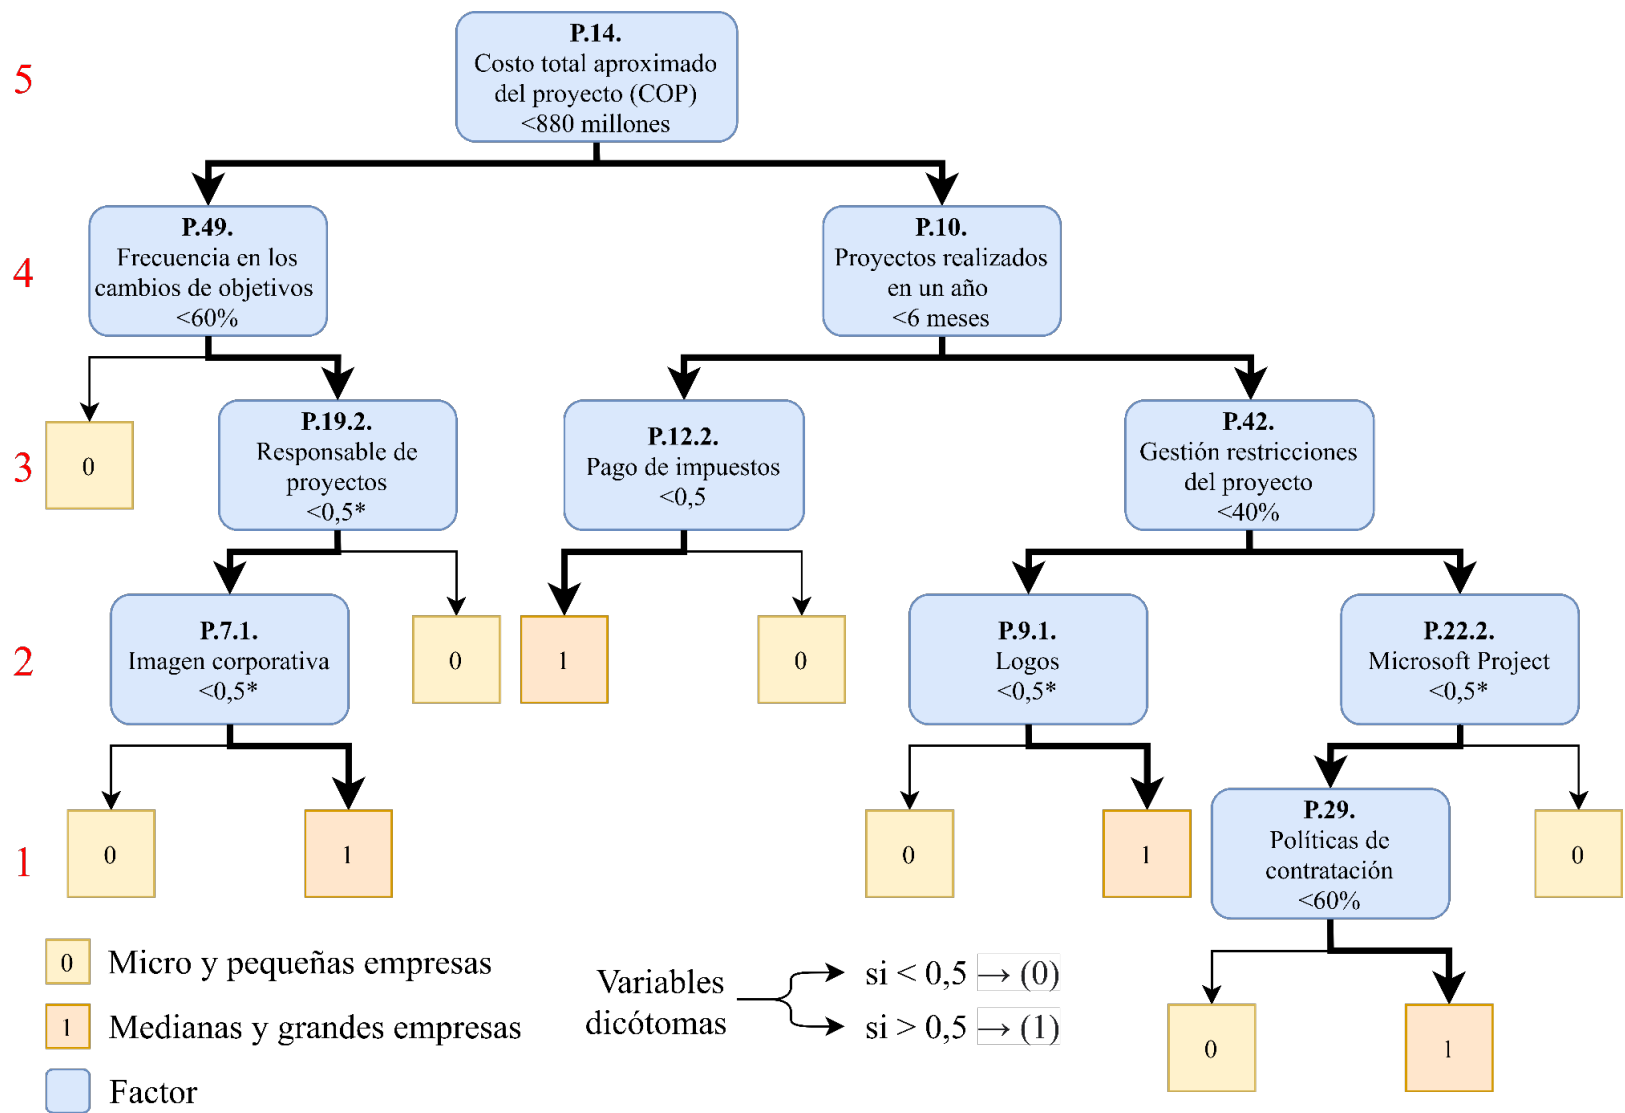 P.14.
Costo total aproximado
del proyecto (COP)
<880 millones
5
P.49.
Frecuencia en los
cambios de objetivos
<60%
P.10.
Proyectos realizados
en un año
<6 meses
4
0
P.19.2.
Responsable de
proyectos
<0,5*
P.12.2.
Pago de impuestos
<0,5
P.42.
Gestión restricciones
del proyecto
<40%
3
P.7.1.
Imagen corporativa
<0,5*
0
1
0
P.9.1.
Logos
<0,5*
P.22.2.
Microsoft Project
<0,5*
2
0
1
0
1
P.29.
Políticas de
contratación
<60%
0
1
0
1
0 Micro y pequeñas empresas
1 Medianas y grandes empresas
Factor
Variables
dicótomas
si < 0,5 → (0)
si > 0,5 → (1)